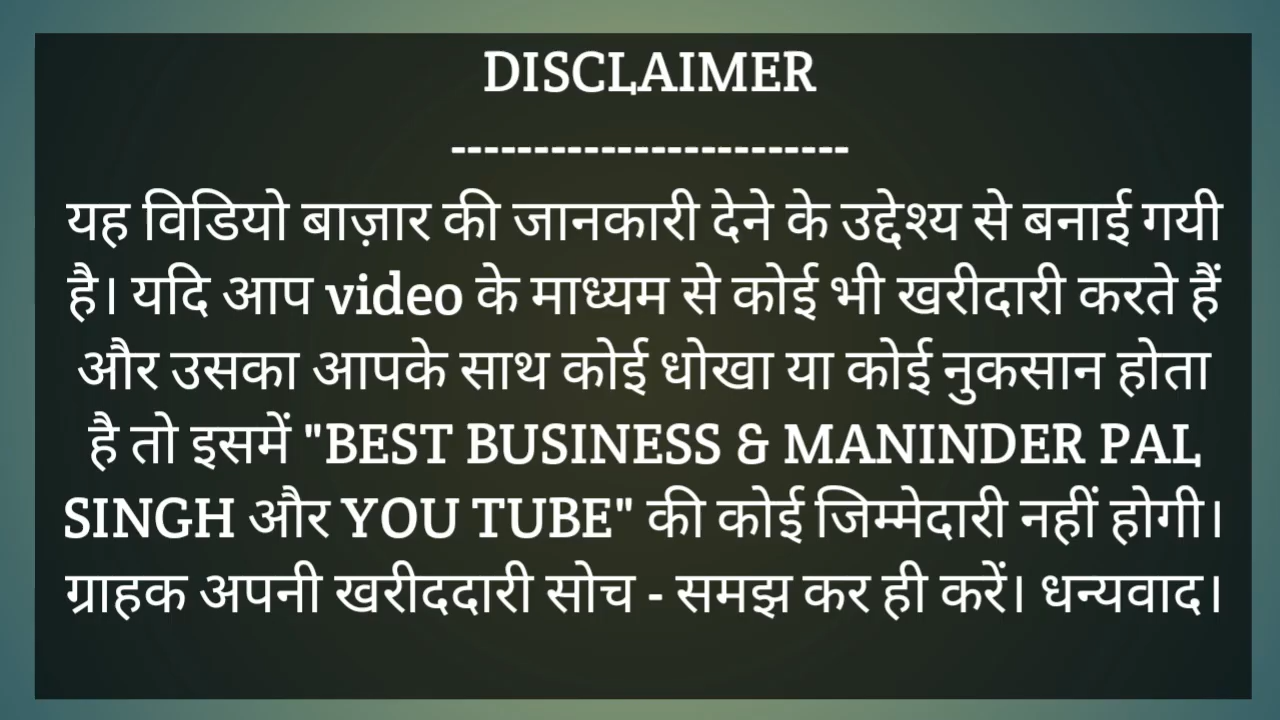 DISCLAIMER
------------------------
यह विडियो बाज़ार की जानकारी देने के उद्देश्य से बनाई गयी
है। यदि आप video के माध्यम से कोई भी खरीदारी करते हैं
और उसका आपके साथ कोई धोखा या कोई नुकसान होता
है तो इसमें "BEST BUSINESS & MANINDER PAL
SINGH और YOU TUBE" की कोई जिम्मेदारी नहीं होगी।
ग्राहक अपनी खरीददारी सोच - समझ कर ही करें। धन्यवाद।